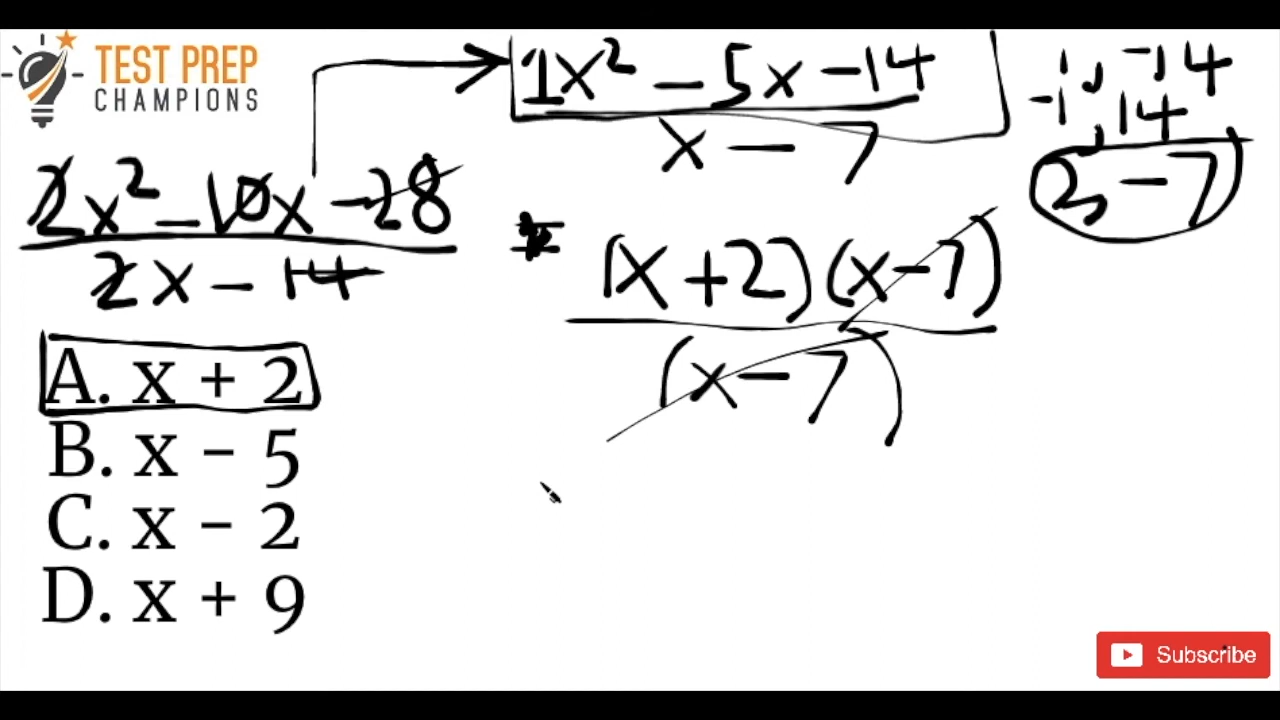 TEST PREP
CHAMPIONS
1x² - 5x - 14
x - 7
1, -14
-1, 14
2, -7
2x² - 10x - 28
2x - 14
(x + 2)(x - 7)
(x - 7)
A. x + 2
B. x - 5
C. x - 2
D. x + 9
Subscribe